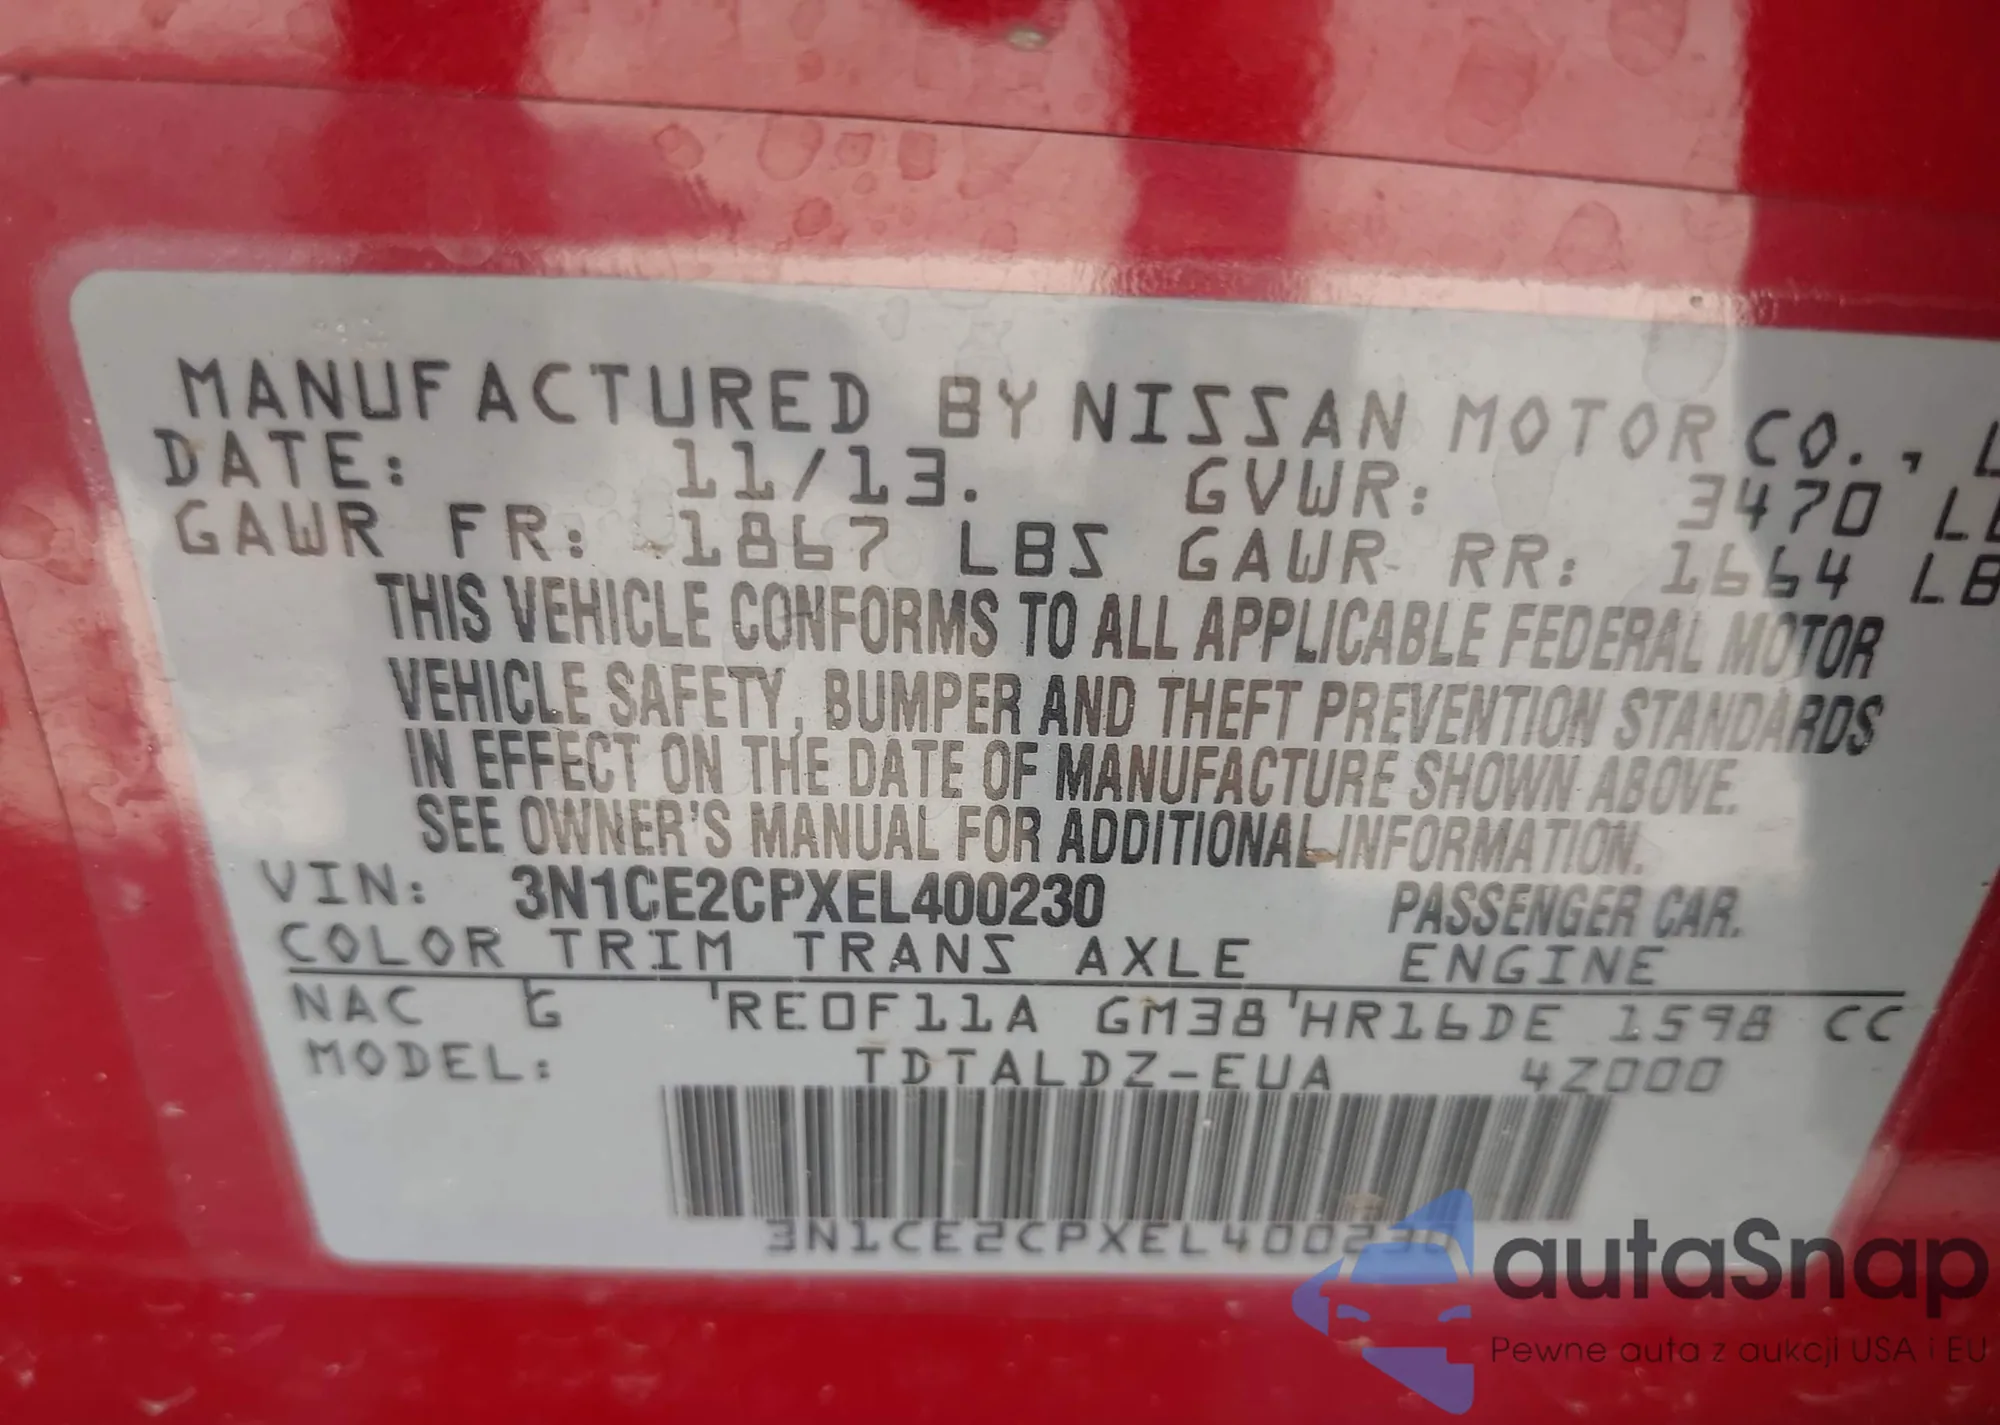 MANUFACTURED BY NISSAN MOTOR CO., L
DATE: 11/13. GVWR: 3470 LB
GAWR FR: 1867 LBS GAWR RR: 1664 LB
THIS VEHICLE CONFORMS TO ALL APPLICABLE FEDERAL MOTOR
VEHICLE SAFETY, BUMPER AND THEFT PREVENTION STANDARDS
IN EFFECT ON THE DATE OF MANUFACTURE SHOWN ABOVE.
SEE OWNER'S MANUAL FOR ADDITIONAL INFORMATION.
VIN: 3N1CE2CPXEL400230 PASSENGER CAR.
COLOR TRIM TRANS AXLE ENGINE
NAC G RE0F11A GM38 HR16DE 1598 CC
MODEL: TDTALDZ-EUA 4Z000
3N1CE2CPXEL400230
autaSnap
Pewne auta z aukcji USA i EU